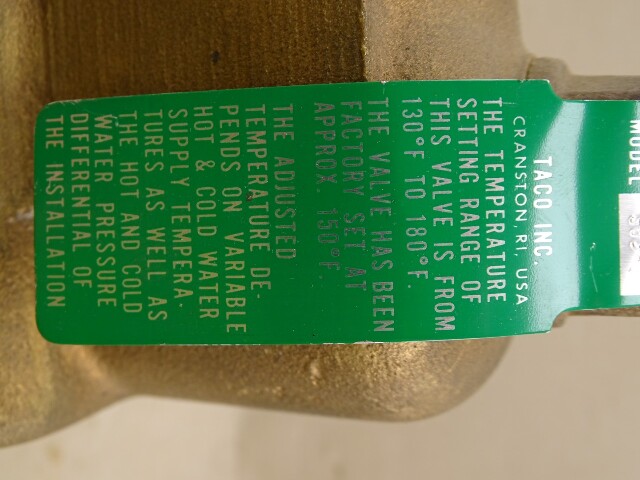 MODEL
TACO INC.
CRANSTON, RI, USA
THE TEMPERATURE
SETTING RANGE OF
THIS VALVE IS FROM
130°F TO 180°F.
THE VALVE HAS BEEN
FACTORY SET AT
APPROX. 150°F.
THE ADJUSTED
TEMPERATURE DE-
PENDS ON VARIABLE
HOT & COLD WATER
SUPPLY TEMPERA-
TURES AS WELL AS
THE HOT AND COLD
WATER PRESSURE
DIFFERENTIAL OF
THE INSTALLATION